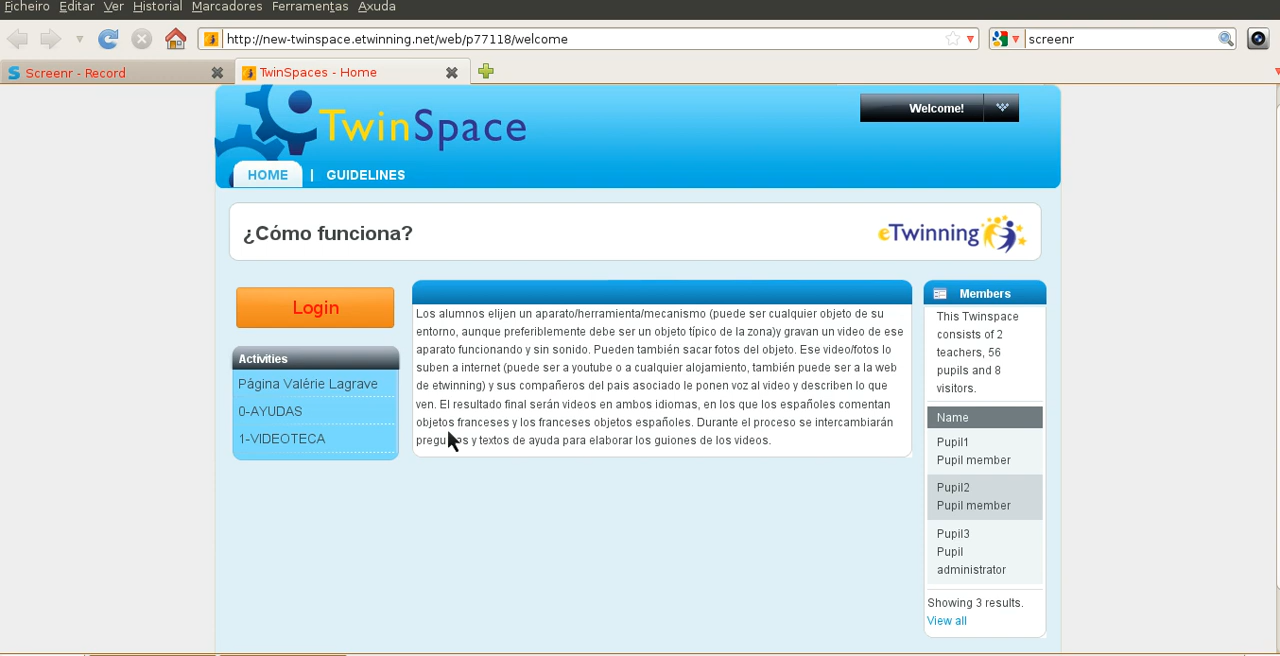 Ficheiro Editar Ver Historial Marcadores Ferramentas Axuda
http://new-twinspace.etwinning.net/web/p77118/welcome
screenr
Screenr - Record
TwinSpaces - Home
TwinSpace
Welcome!
HOME | GUIDELINES
¿Cómo funciona?
eTwinning
Login
Activities
Página Valérie Lagrave
0-AYUDAS
1-VIDEOTECA
Los alumnos elijen un aparato/herramienta/mecanismo (puede ser cualquier objeto de su
entorno, aunque preferiblemente debe ser un objeto típico de la zona)y gravan un video de ese
aparato funcionando y sin sonido. Pueden también sacar fotos del objeto. Ese video/fotos lo
suben a internet (puede ser a youtube o a cualquier alojamiento, también puede ser a la web
de etwinning) y sus compañeros del pais asociado le ponen voz al video y describen lo que
ven. El resultado final serán videos en ambos idiomas, en los que los españoles comentan
objetos franceses y los franceses objetos españoles. Durante el proceso se intercambiarán
y textos de ayuda para elaborar los guiones de los videos.
Members
This Twinspace
consists of 2
teachers, 56
pupils and 8
visitors.
Name
Pupil1
Pupil member
Pupil2
Pupil member
Pupil3
Pupil
administrator
Showing 3 results.
View all